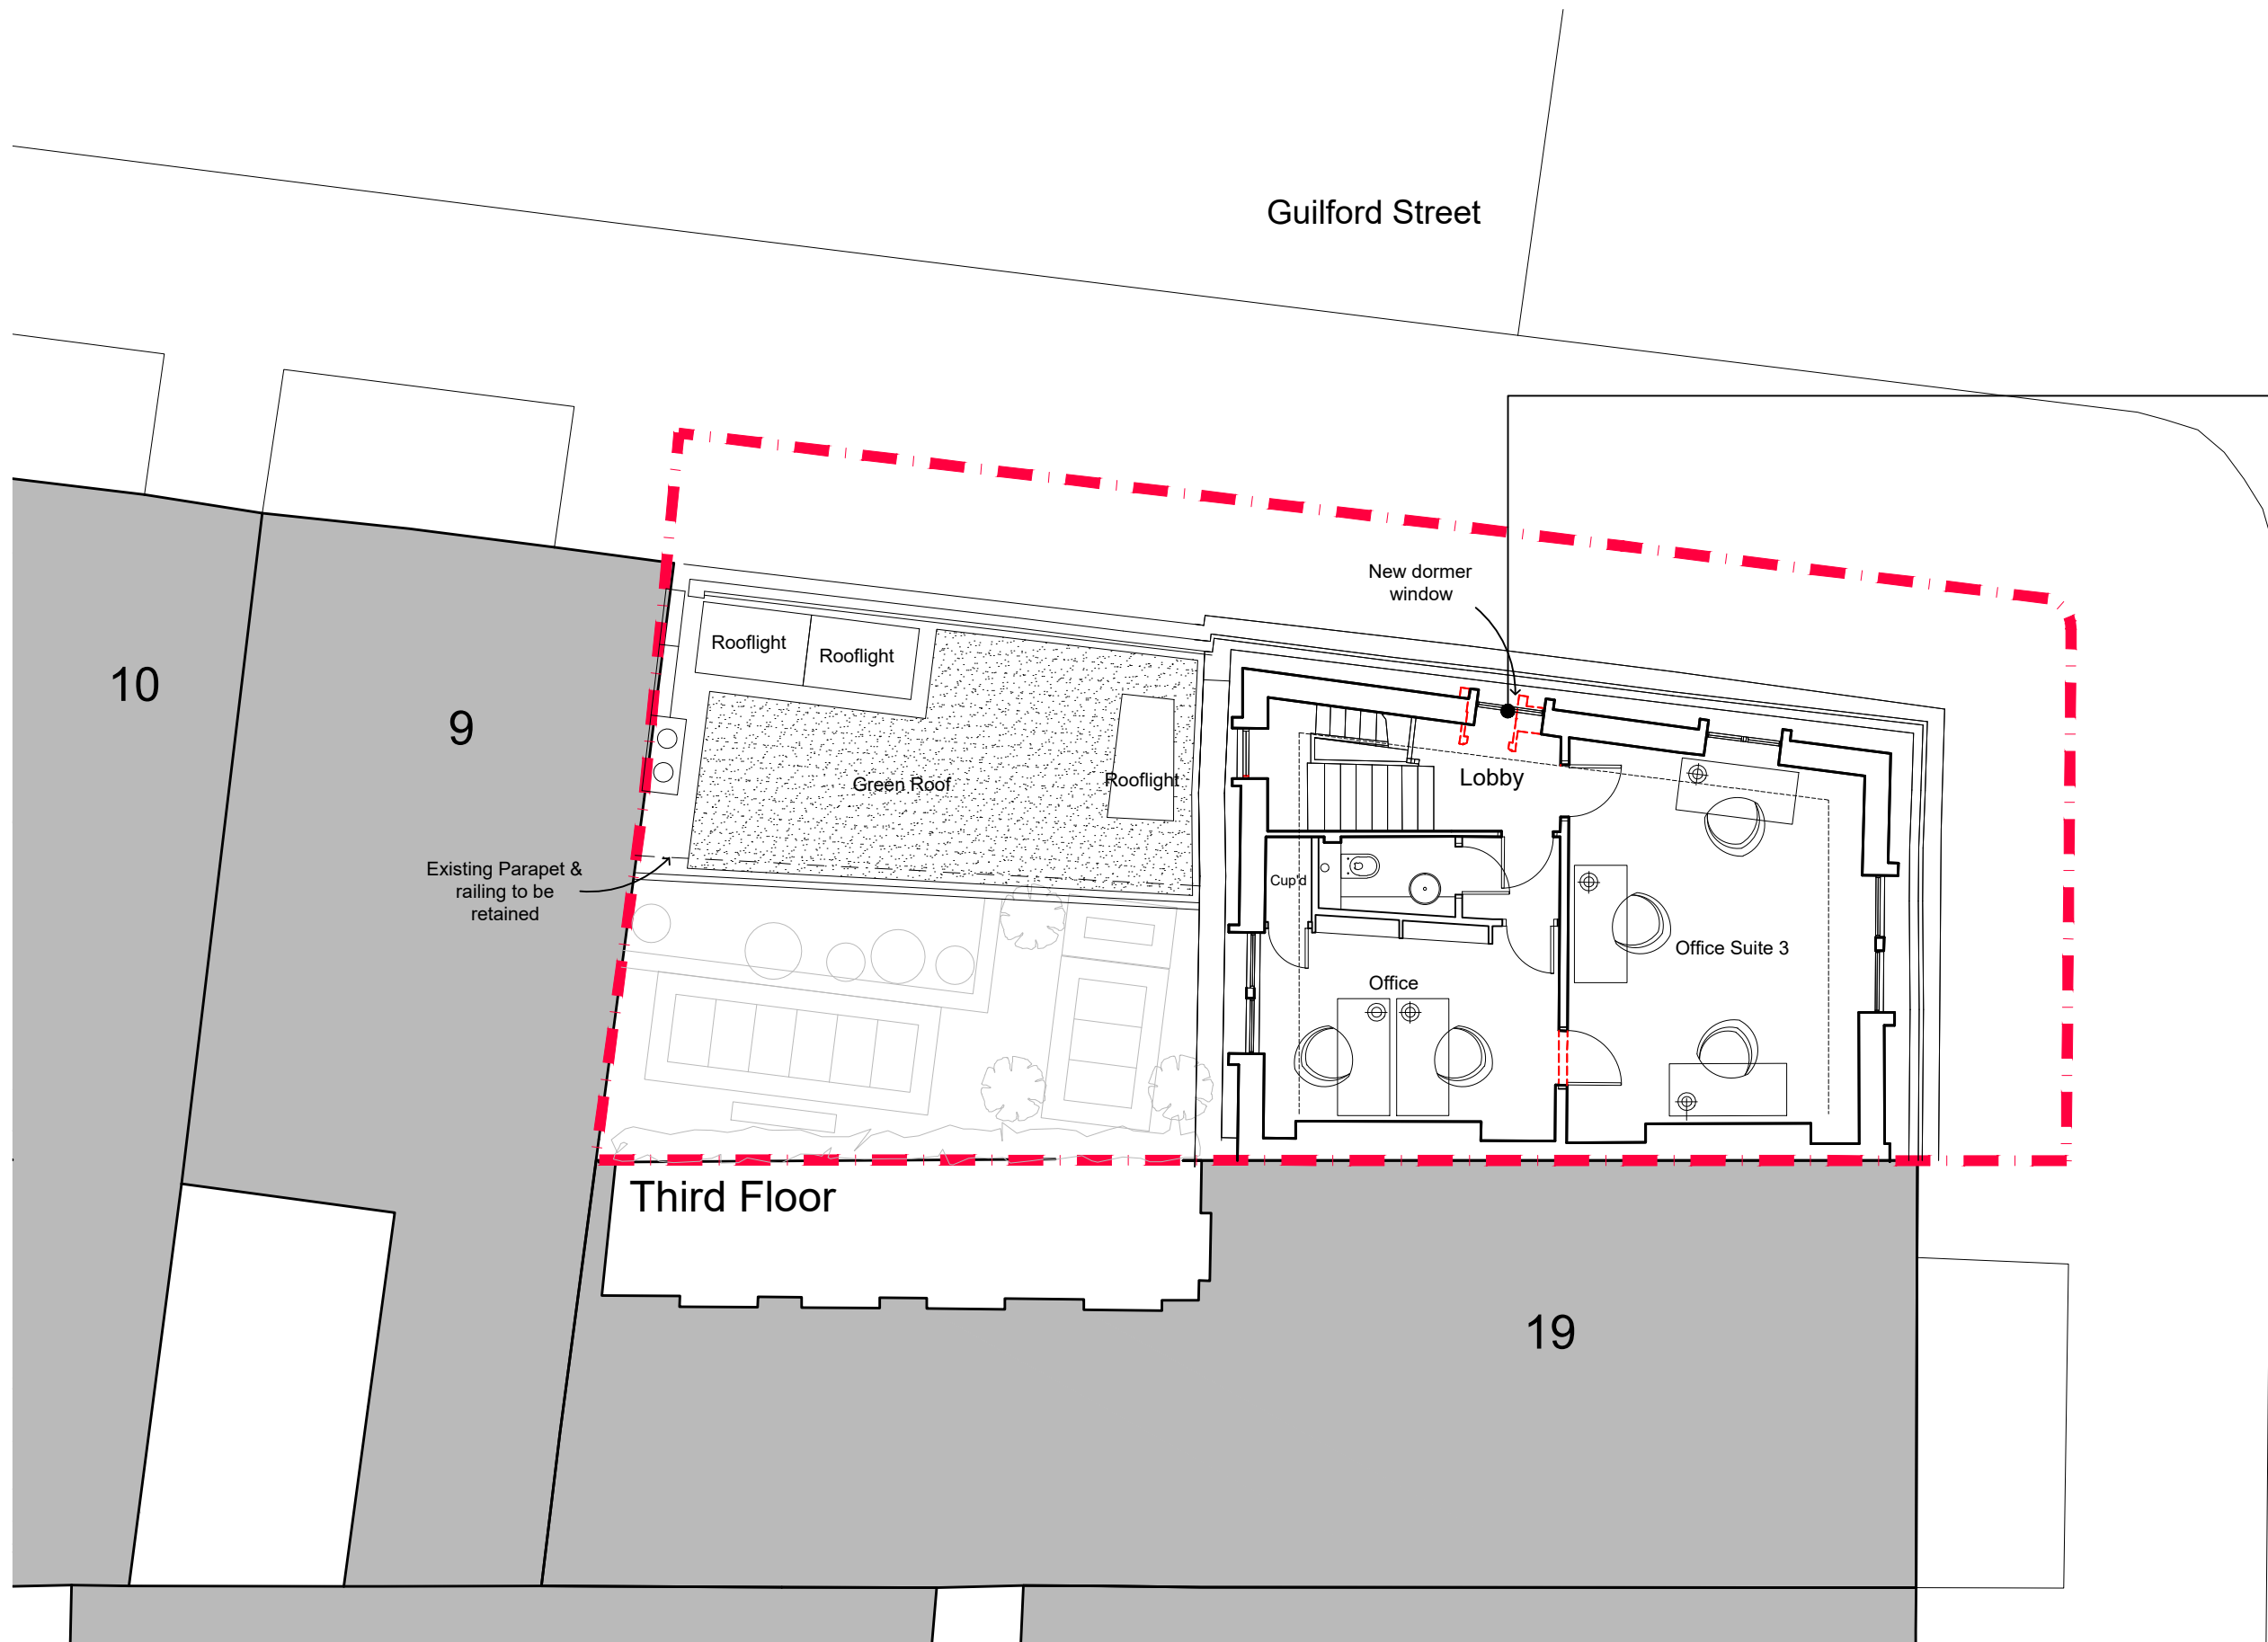 Guilford Street
New dormer
window
Rooflight
Rooflight
10
9
Green Roof
Rooflight
Lobby
Existing Parapet &
railing to be
retained
Cup'd
Office Suite 3
Office
Third Floor
19